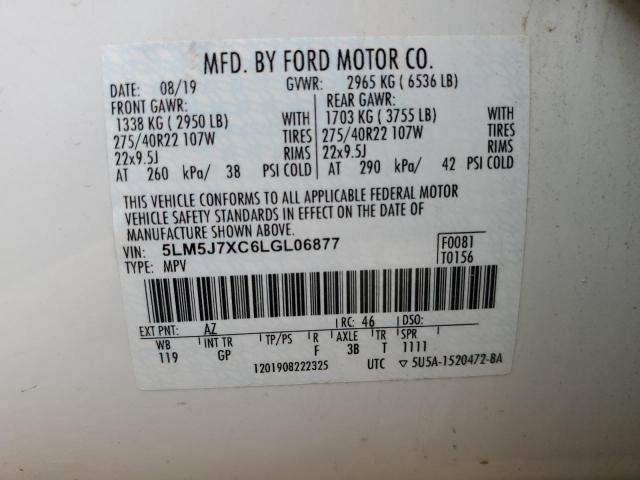 MFD. BY FORD MOTOR CO.
DATE: 08/19 GVWR: 2965 KG ( 6536 LB)
FRONT GAWR: REAR GAWR:
1338 KG ( 2950 LB) WITH 1703 KG ( 3755 LB) WITH
275/40R22 107W TIRES 275/40R22 107W TIRES
22x9.5J RIMS 22x9.5J RIMS
AT 260 kPa/ 38 PSI COLD AT 290 kPa/ 42 PSI COLD
THIS VEHICLE CONFORMS TO ALL APPLICABLE FEDERAL MOTOR
VEHICLE SAFETY STANDARDS IN EFFECT ON THE DATE OF
MANUFACTURE SHOWN ABOVE.
VIN: 5LM5J7XC6LGL06877 F0081
TYPE: MPV T0156
EXT PNT: AZ RC: 46 DSO:
WB INT TR TP/PS R AXLE TR SPR
119 GP F 3B T 1111
1201908222325 UTC ▽ 5U5A-1520472-BA